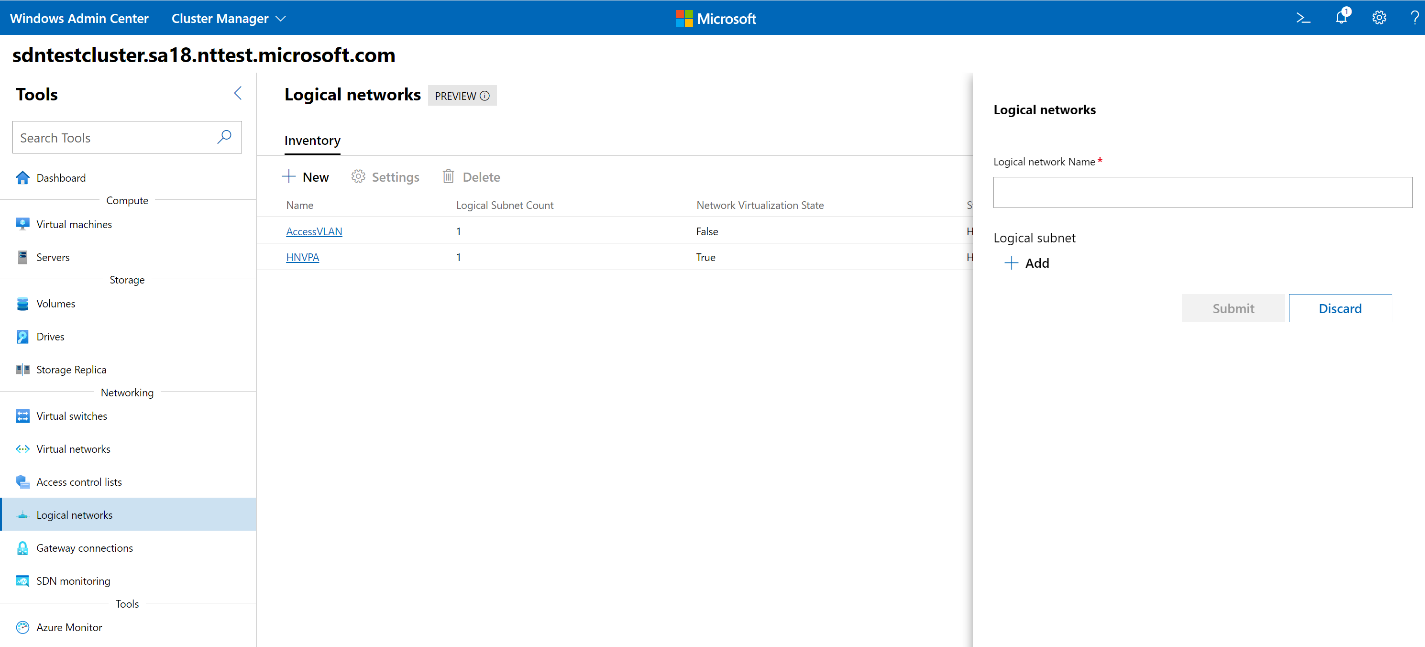 Windows Admin Center Cluster Manager Microsoft 1 ?
sdntestcluster.sa18.nttest.microsoft.com
Tools
Search Tools
Dashboard
Compute
Virtual machines
Servers
Storage
Volumes
Drives
Storage Replica
Networking
Virtual switches
Virtual networks
Access control lists
Logical networks
Gateway connections
SDN monitoring
Tools
Azure Monitor
Logical networks PREVIEW
Inventory
New Settings Delete
Name Logical Subnet Count Network Virtualization State
AccessVLAN 1 False H
HNVPA 1 True H
Logical networks
Logical network Name *
Logical subnet
Add
Submit Discard